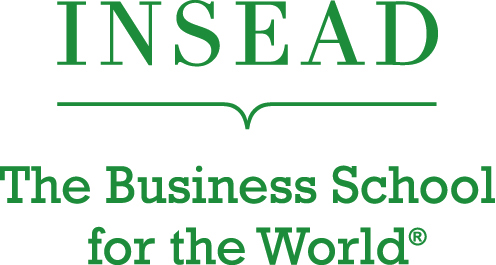 INSEAD
The Business School
for the World®